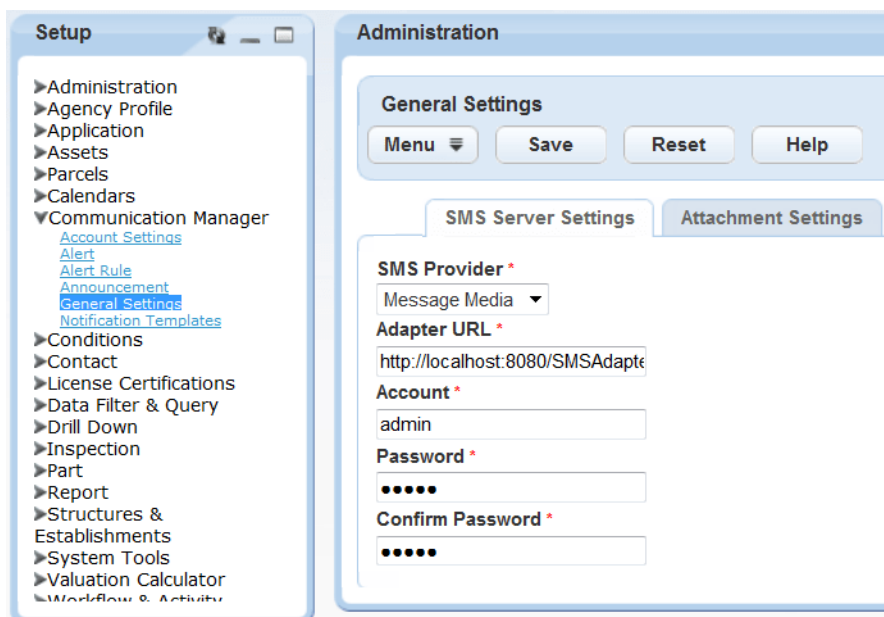 Setup
Administration
Agency Profile
Application
Assets
Parcels
Calendars
Communication Manager
Account Settings
Alert
Alert Rule
Announcement
General Settings
Notification Templates
Conditions
Contact
License Certifications
Data Filter & Query
Drill Down
Inspection
Part
Report
Structures &
Establishments
System Tools
Valuation Calculator
Workflow & Activity
Administration
General Settings
Menu Save Reset Help
SMS Server Settings Attachment Settings
SMS Provider *
Message Media
Adapter URL *
http://localhost:8080/SMSAdapte
Account *
admin
Password *
•••••
Confirm Password *
•••••